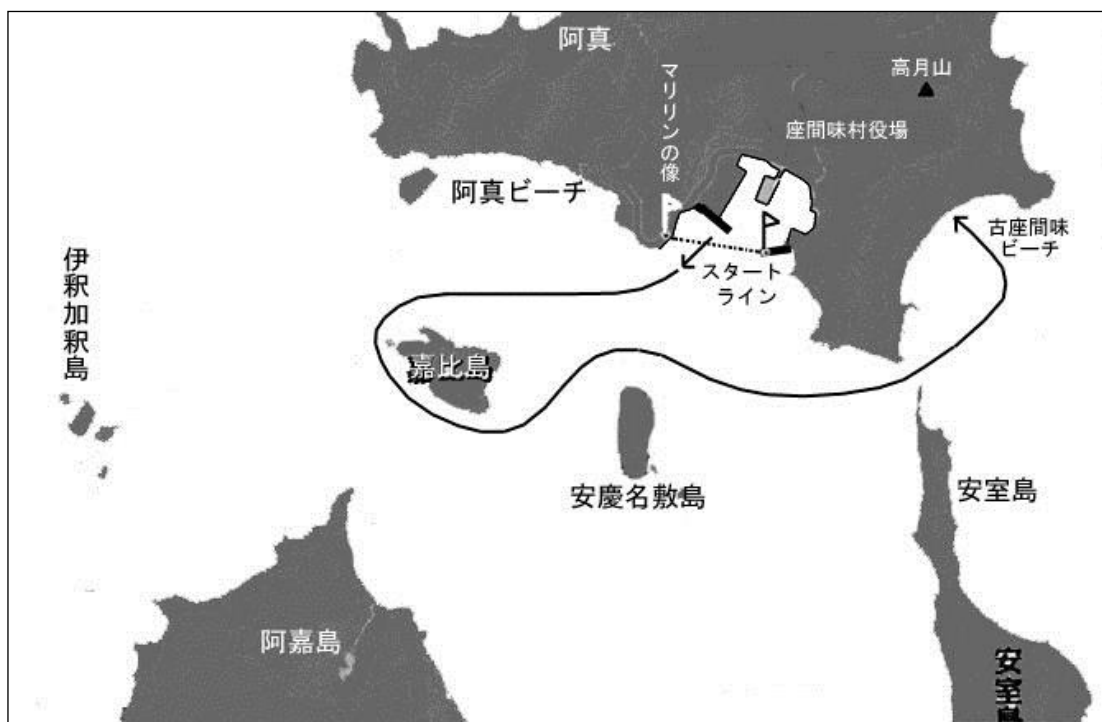 阿真
高月山
マリリンの像
座間味村役場
阿真ビーチ
古座間味
ビーチ
伊釈加釈島
スタート
ライン
嘉比島
安慶名敷島
安室島
阿嘉島
安室島